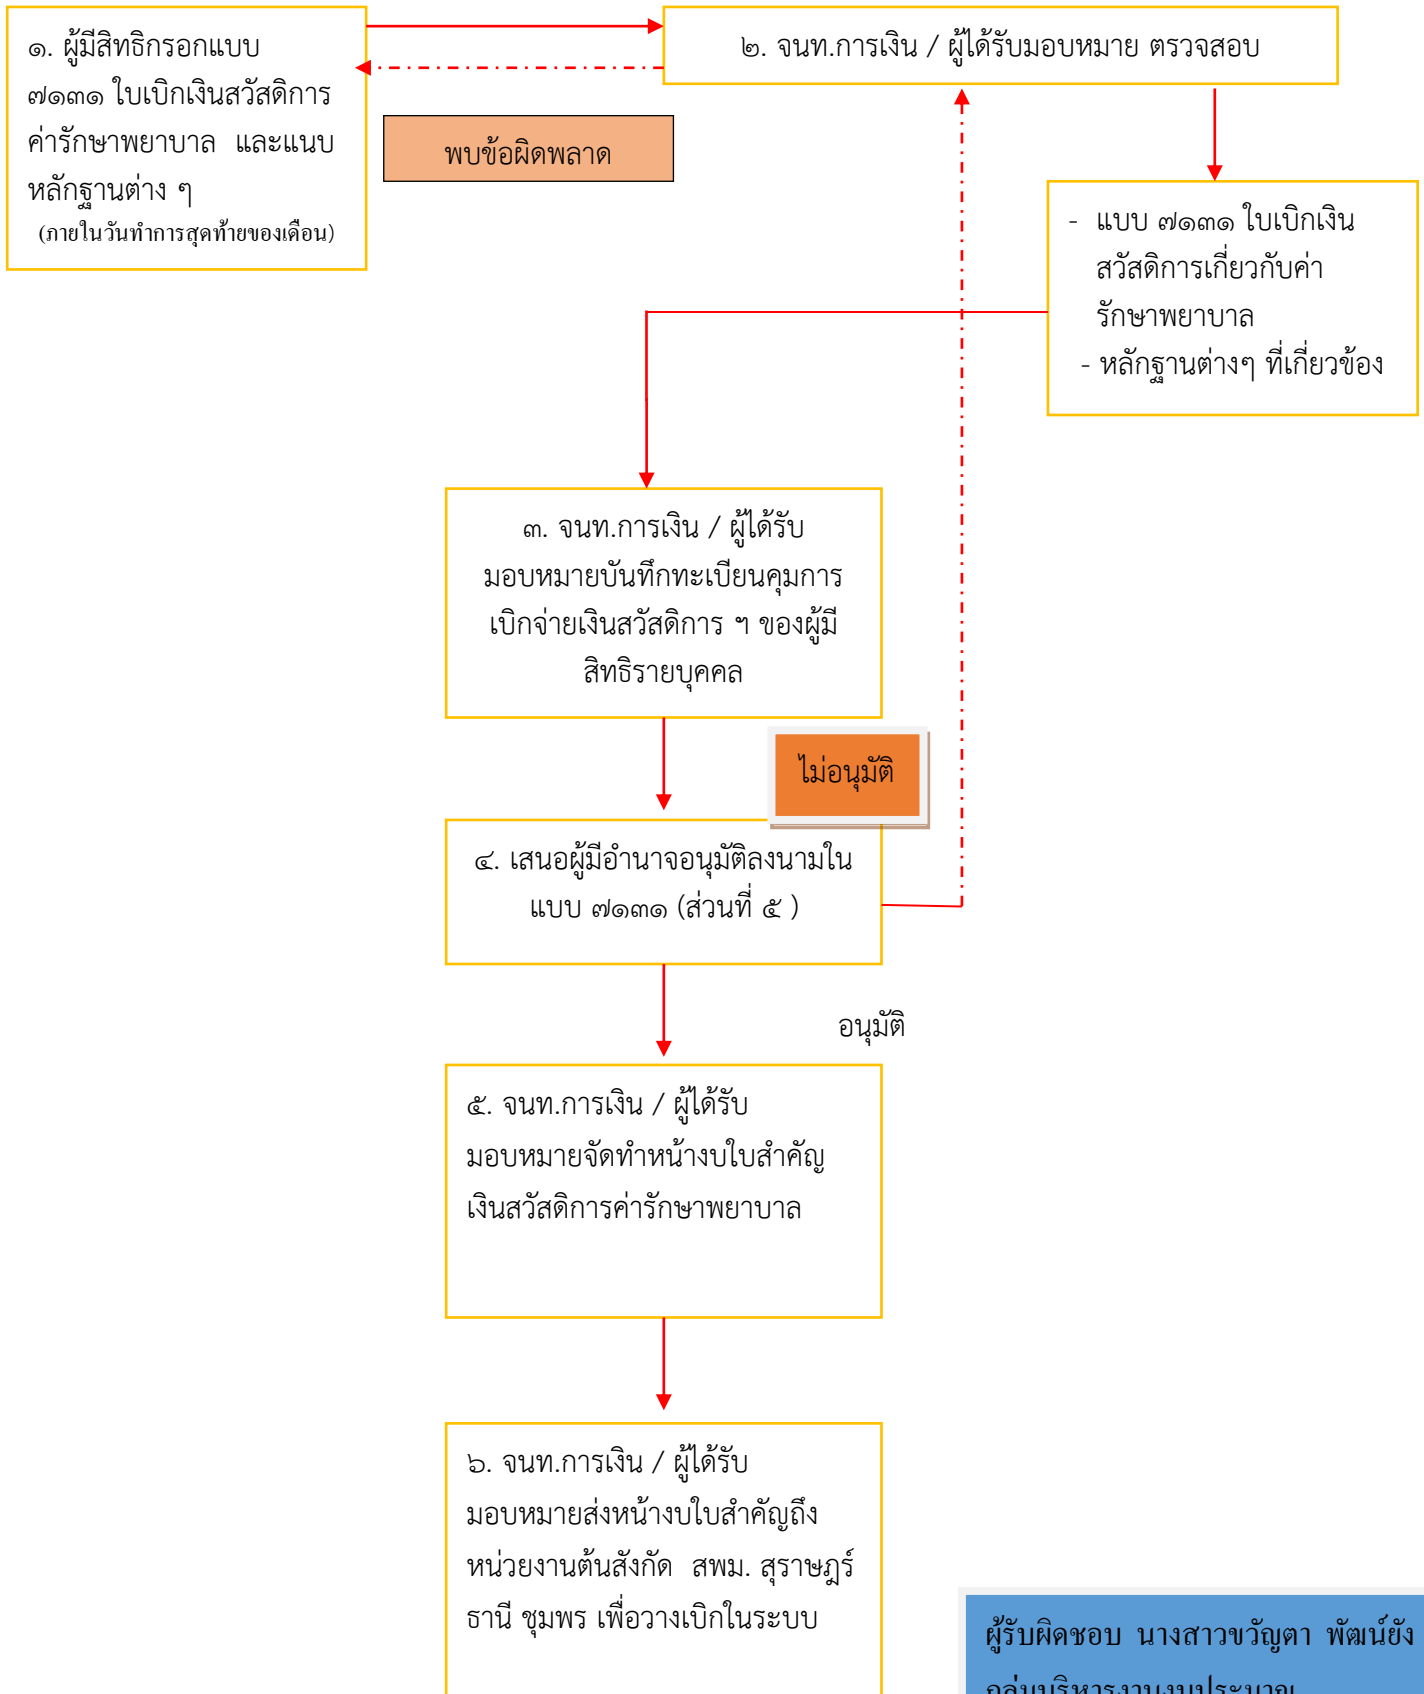 ๑. ผู้มีสิทธิกรอกแบบ
๗๑๓๑ ใบเบิกเงินสวัสดิการ
ค่ารักษาพยาบาล และแนบ
หลักฐานต่าง ๆ
(ภายในวันทำการสุดท้ายของเดือน)
๒. จนท.การเงิน / ผู้ได้รับมอบหมาย ตรวจสอบ
พบข้อผิดพลาด
- แบบ ๗๑๓๑ ใบเบิกเงิน
สวัสดิการเกี่ยวกับค่า
รักษาพยาบาล
- หลักฐานต่างๆ ที่เกี่ยวข้อง
๓. จนท.การเงิน / ผู้ได้รับ
มอบหมายบันทึกทะเบียนคุมการ
เบิกจ่ายเงินสวัสดิการ ฯ ของผู้มี
สิทธิรายบุคคล
ไม่อนุมัติ
๔. เสนอผู้มีอำนาจอนุมัติลงนามใน
แบบ ๗๑๓๑ (ส่วนที่ ๕ )
อนุมัติ
๕. จนท.การเงิน / ผู้ได้รับ
มอบหมายจัดทำหน้างบใบสำคัญ
เงินสวัสดิการค่ารักษาพยาบาล
๖. จนท.การเงิน / ผู้ได้รับ
มอบหมายส่งหน้างบใบสำคัญถึง
หน่วยงานต้นสังกัด สพม. สุราษฎร์
ธานี ชุมพร เพื่อวางเบิกในระบบ
ผู้รับผิดชอบ นางสาวขวัญตา พัฒน์ยัง
กลุ่มบริหารงานงบประมาณ